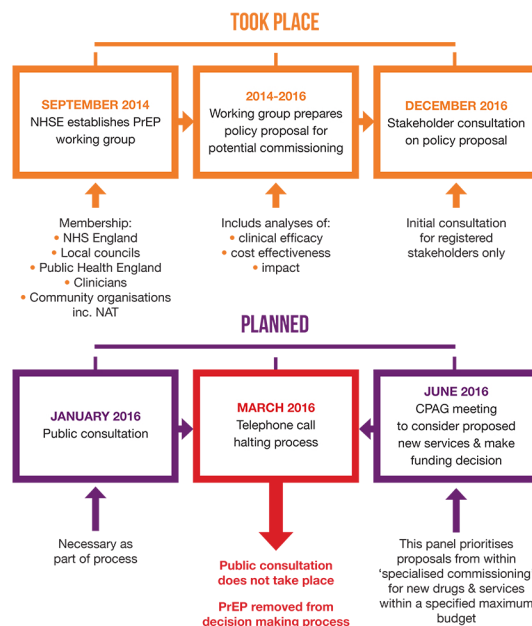 TOOK PLACE
SEPTEMBER 2014
NHSE establishes PrEP
working group
2014-2016
Working group prepares
policy proposal for
potential commissioning
DECEMBER 2016
Stakeholder consultation
on policy proposal
Membership:
• NHS England
• Local councils
• Public Health England
• Clinicians
• Community organisations
inc. NAT
Includes analyses of:
• clinical efficacy
• cost effectiveness
• impact
Initial consultation
for registered
stakeholders only
PLANNED
JANUARY 2016
Public consultation
MARCH 2016
Telephone call
halting process
JUNE 2016
CPAG meeting
to consider proposed
new services & make
funding decision
Necessary as
part of process
Public consultation
does not take place
PrEP removed from
decision making process
This panel prioritises
proposals from within
‘specialised commissioning’
for new drugs & services
within a specified maximum
budget